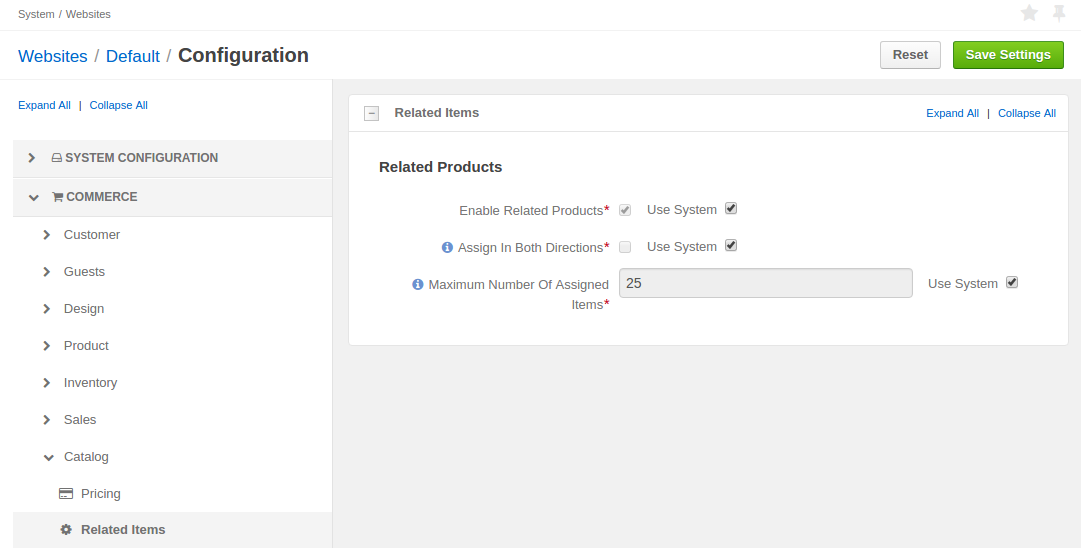 System / Websites
Websites / Default / Configuration
Reset
Save Settings
Expand All | Collapse All
SYSTEM CONFIGURATION
COMMERCE
Customer
Guests
Design
Product
Inventory
Sales
Catalog
Pricing
Related Items
Related Items
Expand All | Collapse All
Related Products
Enable Related Products* Use System
Assign In Both Directions* Use System
Maximum Number Of Assigned
Items*
25
Use System